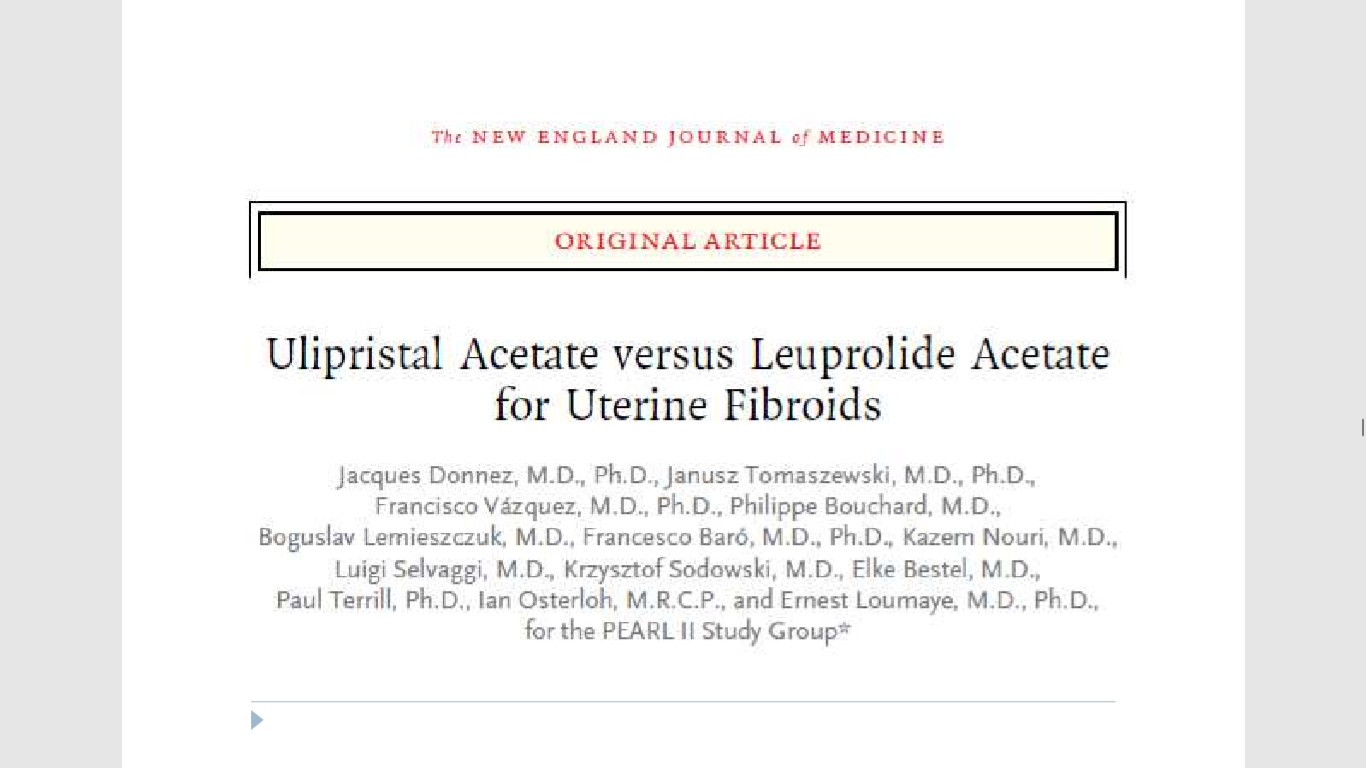 The NEW ENGLAND JOURNAL of MEDICINE
ORIGINAL ARTICLE
Ulipristal Acetate versus Leuprolide Acetate
for Uterine Fibroids
Jacques Donnez, M.D., Ph.D., Janusz Tomaszewski, M.D., Ph.D.,
Francisco Vázquez, M.D., Ph.D., Philippe Bouchard, M.D.,
Boguslav Lemieszczuk, M.D., Francesco Baró, M.D., Ph.D., Kazem Nouri, M.D.,
Luigi Selvaggi, M.D., Krzysztof Sodowski, M.D., Elke Bestel, M.D.,
Paul Terrill, Ph.D., Ian Osterloh, M.R.C.P., and Ernest Loumaye, M.D., Ph.D.,
for the PEARL II Study Group*